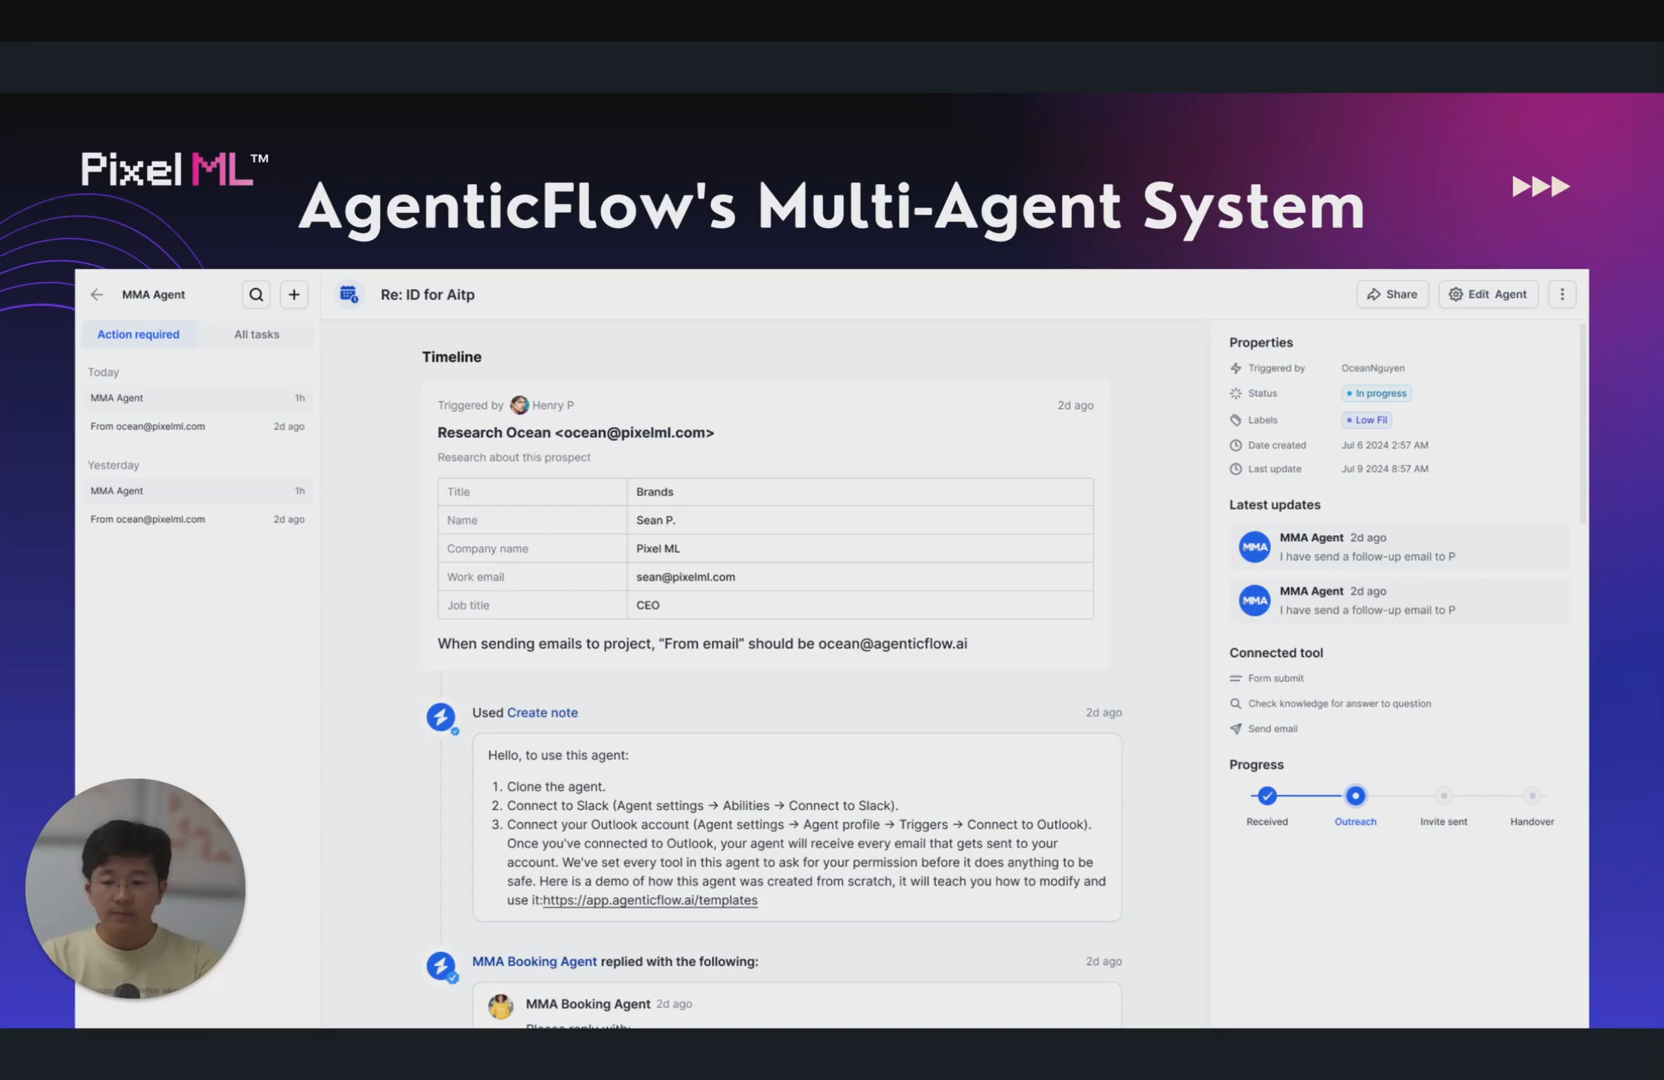 Pixel ML™
AgenticFlow's Multi-Agent System
MMA Agent
Action required
All tasks
Today
MMA Agent
1h
From ocean@pixelml.com
2d ago
Yesterday
MMA Agent
1h
From ocean@pixelml.com
2d ago
Re: ID for Aitp
Share
Edit Agent
Timeline
Triggered by Henry P
2d ago
Research Ocean <ocean@pixelml.com>
Research about this prospect
Title
Brands
Name
Sean P.
Company name
Pixel ML
Work email
sean@pixelml.com
Job title
CEO
When sending emails to project, “From email” should be ocean@agenticflow.ai
Used Create note
2d ago
Hello, to use this agent:
1. Clone the agent.
2. Connect to Slack (Agent settings → Abilities → Connect to Slack).
3. Connect your Outlook account (Agent settings → Agent profile → Triggers → Connect to Outlook).
Once you've connected to Outlook, your agent will receive every email that gets sent to your
account. We've set every tool in this agent to ask for your permission before it does anything to be
safe. Here is a demo of how this agent was created from scratch, it will teach you how to modify and
use it:https://app.agenticflow.ai/templates
MMA Booking Agent replied with the following:
2d ago
MMA Booking Agent 2d ago
Please reply with:
Properties
Triggered by
OceanNguyen
Status
In progress
Labels
Low Fil
Date created
Jul 6 2024 2:57 AM
Last update
Jul 9 2024 8:57 AM
Latest updates
MMA
MMA Agent 2d ago
I have send a follow-up email to P
MMA
MMA Agent 2d ago
I have send a follow-up email to P
Connected tool
Form submit
Check knowledge for answer to question
Send email
Progress
Received
Outreach
Invite sent
Handover